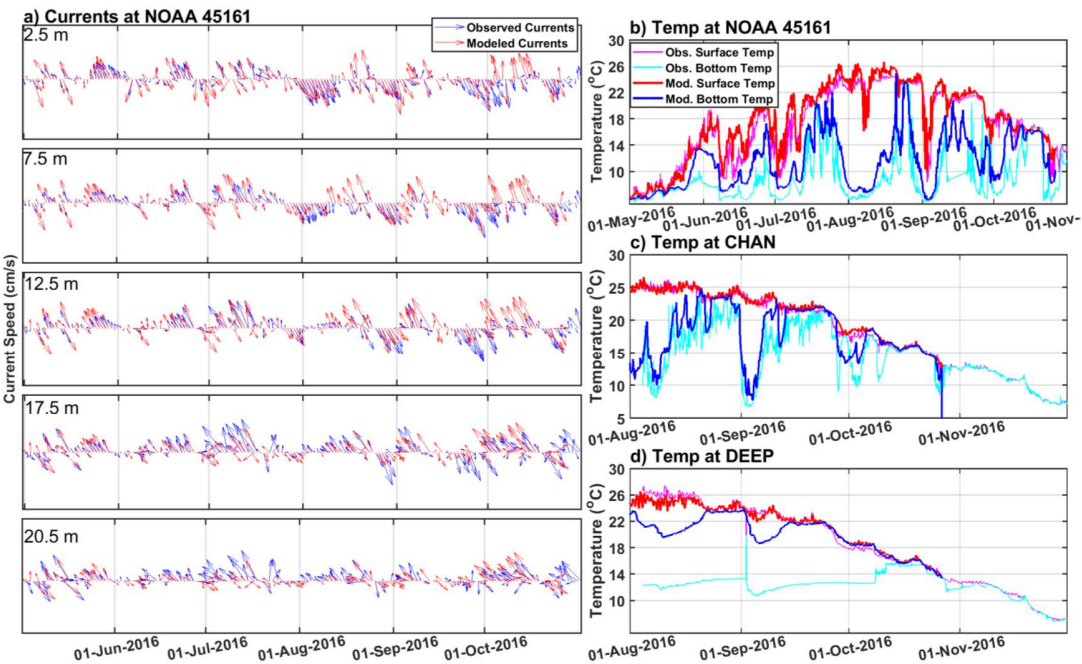 a) Currents at NOAA 45161
Observed Currents
Modeled Currents
2.5 m
7.5 m
12.5 m
17.5 m
20.5 m
Current Speed (cm/s)
01-Jun-2016 01-Jul-2016 01-Aug-2016 01-Sep-2016 01-Oct-2016
b) Temp at NOAA 45161
Obs. Surface Temp
Obs. Bottom Temp
Mod. Surface Temp
Mod. Bottom Temp
Temperature (°C)
30
26
22
18
14
10
01-May-2016 01-Jun-2016 01-Jul-2016 01-Aug-2016 01-Sep-2016 01-Oct-2016 01-Nov-
c) Temp at CHAN
Temperature (°C)
30
25
20
15
10
5
01-Aug-2016 01-Sep-2016 01-Oct-2016 01-Nov-2016
d) Temp at DEEP
Temperature (°C)
30
26
22
18
14
10
01-Aug-2016 01-Sep-2016 01-Oct-2016 01-Nov-2016